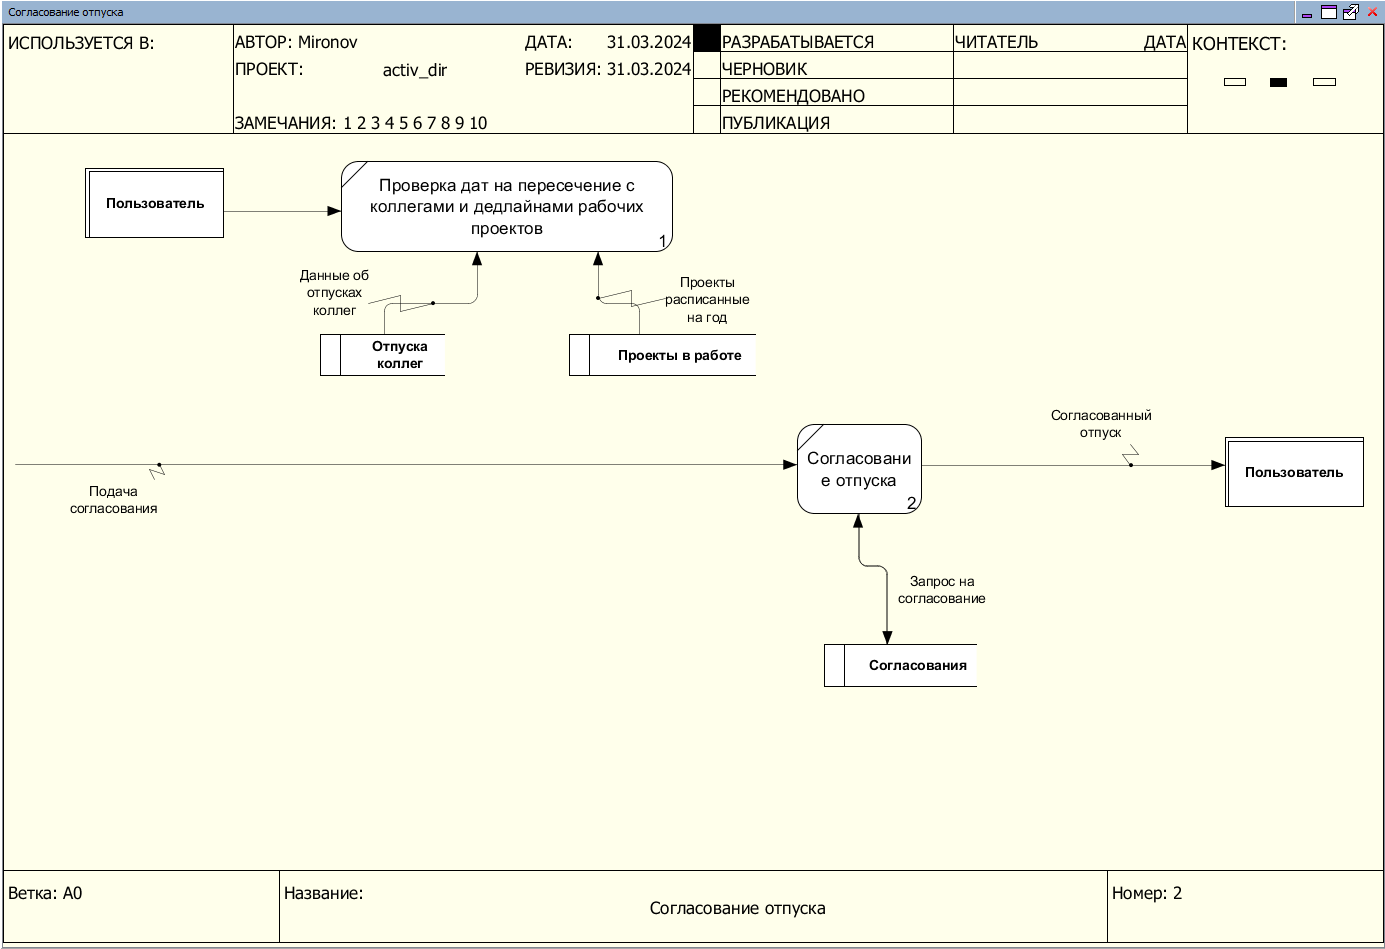 Согласование отпуска
ИСПОЛЬЗУЕТСЯ В:
АВТОР: Mironov
ДАТА: 31.03.2024
ПРОЕКТ: activ_dir
РЕВИЗИЯ: 31.03.2024
ЗАМЕЧАНИЯ: 1 2 3 4 5 6 7 8 9 10
РАЗРАБАТЫВАЕТСЯ
ЧЕРНОВИК
РЕКОМЕНДОВАНО
ПУБЛИКАЦИЯ
ЧИТАТЕЛЬ
ДАТА
КОНТЕКСТ:
Пользователь
Проверка дат на пересечение с
коллегами и дедлайнами рабочих
проектов
1
Данные об
отпусках
коллег
Проекты
расписанные
на год
Отпуска
коллег
Проекты в работе
Подача
согласования
Согласовани
е отпуска
2
Согласованный
отпуск
Пользователь
Запрос на
согласование
Согласования
Ветка: A0
Название:
Согласование отпуска
Номер: 2